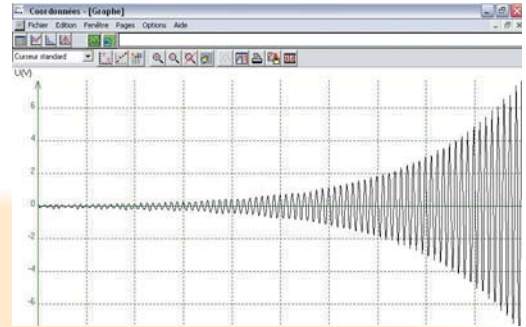 Coordonnées - [Graphe]
Fichier Edition Fenêtre Pages Options Aide
Curseur standard
U(V)
6
4
2
0
-2
-4
-6